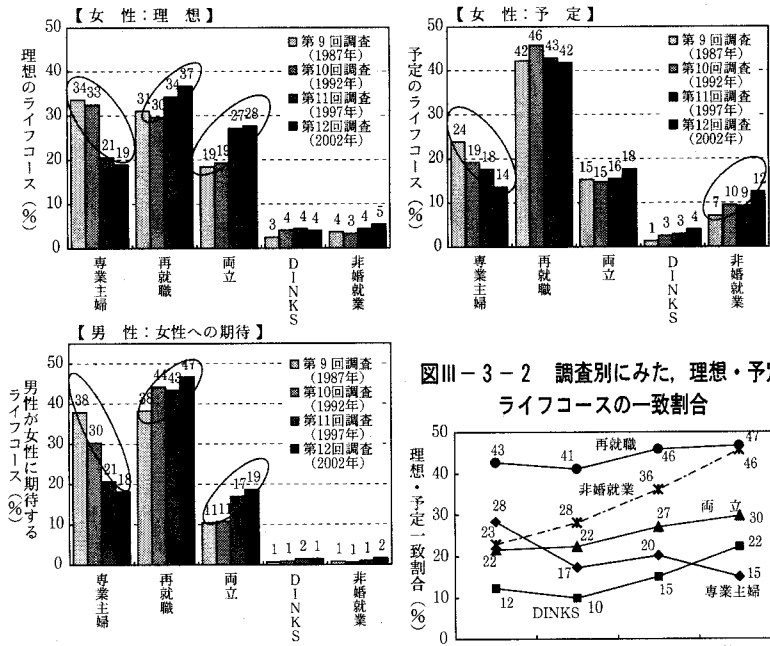 【 女 性：理 想 】
理想のライフコース（%）
50
40
30
20
10
0
第9回調査
(1987年)
第10回調査
(1992年)
第11回調査
(1997年)
第12回調査
(2002年)
34 33 21 19
31 30 34 37
19 19 27 28
3 4 4 4
4 3 4 5
専業主婦
再就職
両立
DINKS
非婚就業
【 女 性：予 定 】
予定のライフコース（%）
50
40
30
20
10
0
第9回調査
(1987年)
第10回調査
(1992年)
第11回調査
(1997年)
第12回調査
(2002年)
24 19 18 14
42 46 43 42
15 15 16 18
1 3 3 4
7 10 9 12
専業主婦
再就職
両立
DINKS
非婚就業
【 男 性：女性への期待 】
男性が女性に期待する
ライフコース（%）
50
40
30
20
10
0
第9回調査
(1987年)
第10回調査
(1992年)
第11回調査
(1997年)
第12回調査
(2002年)
38 30 21 18
38 44 43 47
11 11 17 19
1 1 2 1
1 1 2
専業主婦
再就職
両立
DINKS
非婚就業
図Ⅲ－3－2 調査別にみた，理想・予
ライフコースの一致割合
理想・予定一致割合（%）
50
40
30
20
10
0
再就職
43 41 46 47
非婚就業
23 28 36 46
両 立
22 22 27 30
専業主婦
28 17 20 15
DINKS
12 10 15 22